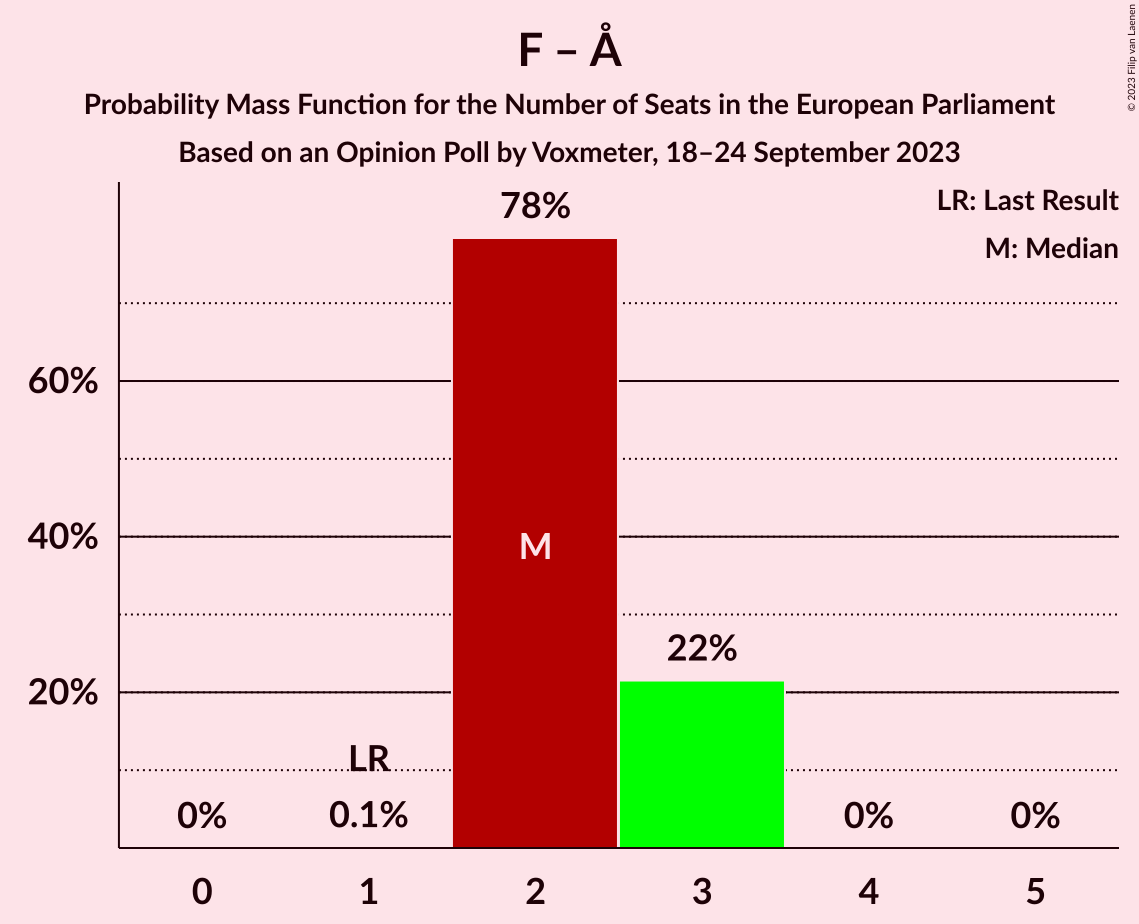 F – Å
Probability Mass Function for the Number of Seats in the European Parliament
Based on an Opinion Poll by Voxmeter, 18–24 September 2023
© 2023 Filip van Laenen
LR: Last Result
M: Median
78%
60%
40%
20%
M
22%
LR
0%
0.1%
0%
0%
0 1 2 3 4 5